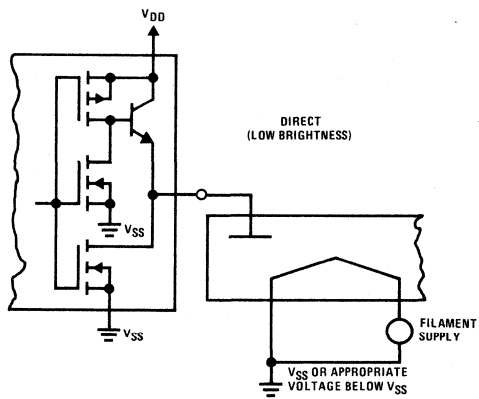 VDD
DIRECT
(LOW BRIGHTNESS)
VSS
VSS
FILAMENT
SUPPLY
VSS OR APPROPRIATE
VOLTAGE BELOW VSS